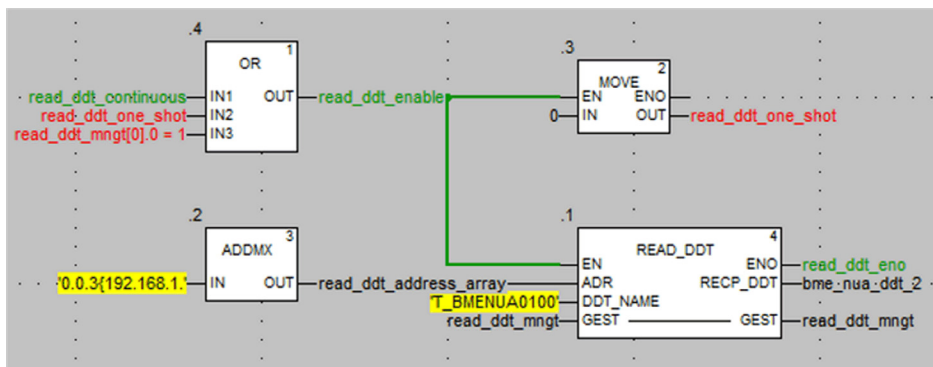 .4
1
OR
read_ddt_continuous IN1 OUT read_ddt_enable
read_ddt_one_shot IN2
read_ddt_mngt[0].0 = 1 IN3
.3
2
MOVE
EN ENO
0 IN OUT read_ddt_one_shot
.2
3
ADDMX
'0.0.3{192.168.1.' IN OUT read_ddt_address_array
.1
4
READ_DDT
EN ENO read_ddt_eno
ADR RECP_DDT bme_nua_ddt_2
'T_BMENUA0100' DDT_NAME
read_ddt_mngt GEST GEST read_ddt_mngt